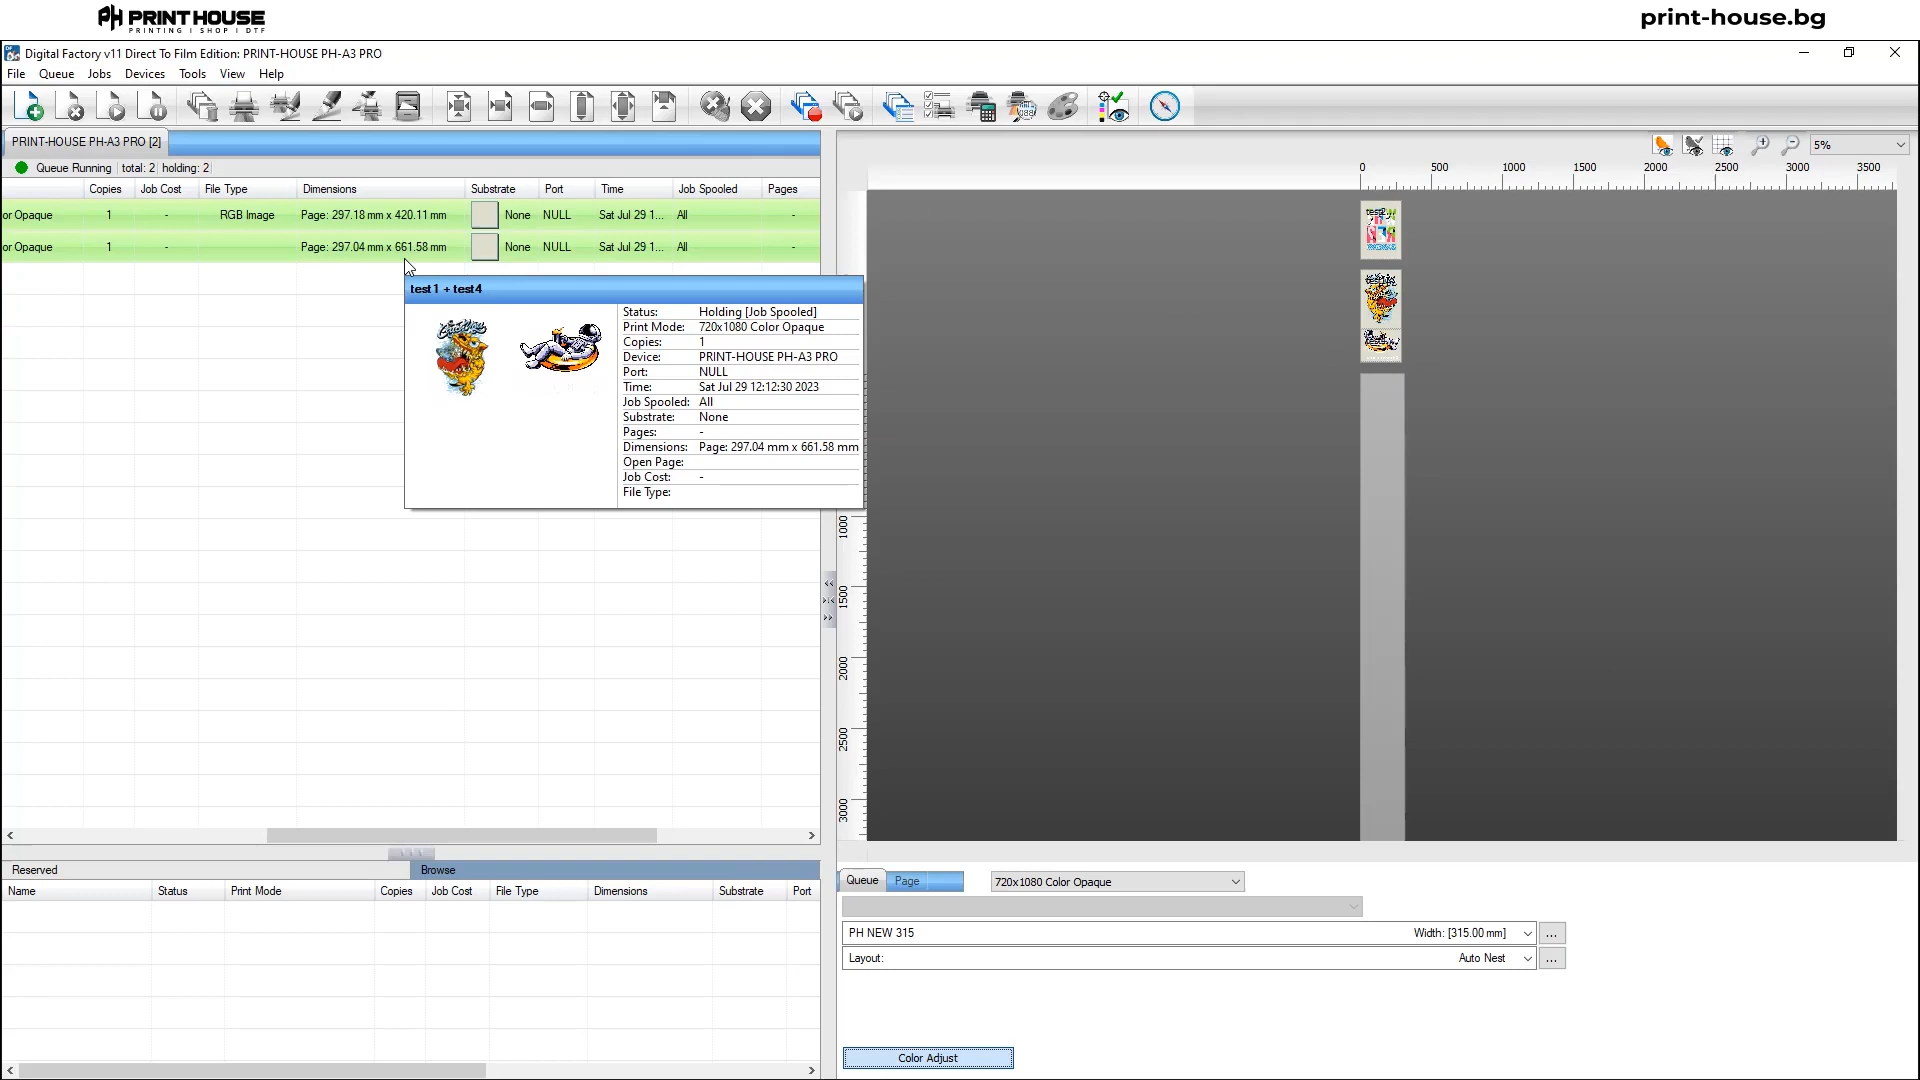 PH PRINT HOUSE
PRINTING | SHOP | DTF
print-house.bg
Digital Factory v11 Direct To Film Edition: PRINT-HOUSE PH-A3 PRO
File Queue Jobs Devices Tools View Help
PRINT-HOUSE PH-A3 PRO [2]
Queue Running total: 2 holding: 2
Copies Job Cost File Type Dimensions Substrate Port Time Job Spooled Pages
or Opaque 1 - RGB Image Page: 297.18 mm x 420.11 mm None NULL Sat Jul 29 1... All -
or Opaque 1 - Page: 297.04 mm x 661.58 mm None NULL Sat Jul 29 1... All -
test1 + test4
Status: Holding [Job Spooled]
Print Mode: 720x1080 Color Opaque
Copies: 1
Device: PRINT-HOUSE PH-A3 PRO
Port: NULL
Time: Sat Jul 29 12:12:30 2023
Job Spooled: All
Substrate: None
Pages: -
Dimensions: Page: 297.04 mm x 661.58 mm
Open Page:
Job Cost: -
File Type:
5%
0 500 1000 1500 2000 2500 3000 3500
test2
1000
1500
2000
2500
3000
Reserved
Browse
Name Status Print Mode Copies Job Cost File Type Dimensions Substrate Port
Queue Page 720x1080 Color Opaque
PH NEW 315 Width: [315.00 mm] ...
Layout: Auto Nest ...
Color Adjust